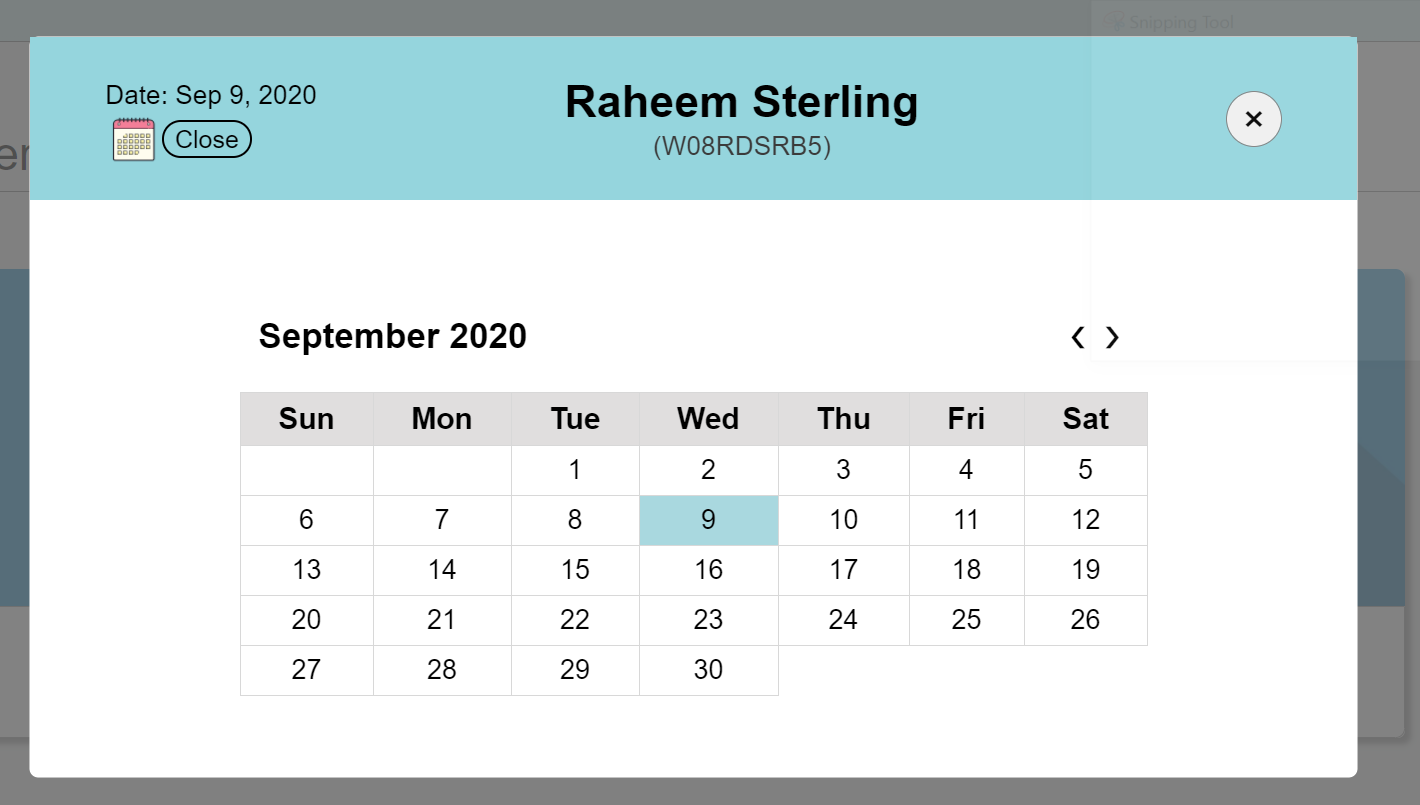 Snipping Tool
Date: Sep 9, 2020
Close
Raheem Sterling
(W08RDSRB5)
×
er
September 2020
‹ ›
Sun Mon Tue Wed Thu Fri Sat
1 2 3 4 5
6 7 8 9 10 11 12
13 14 15 16 17 18 19
20 21 22 23 24 25 26
27 28 29 30